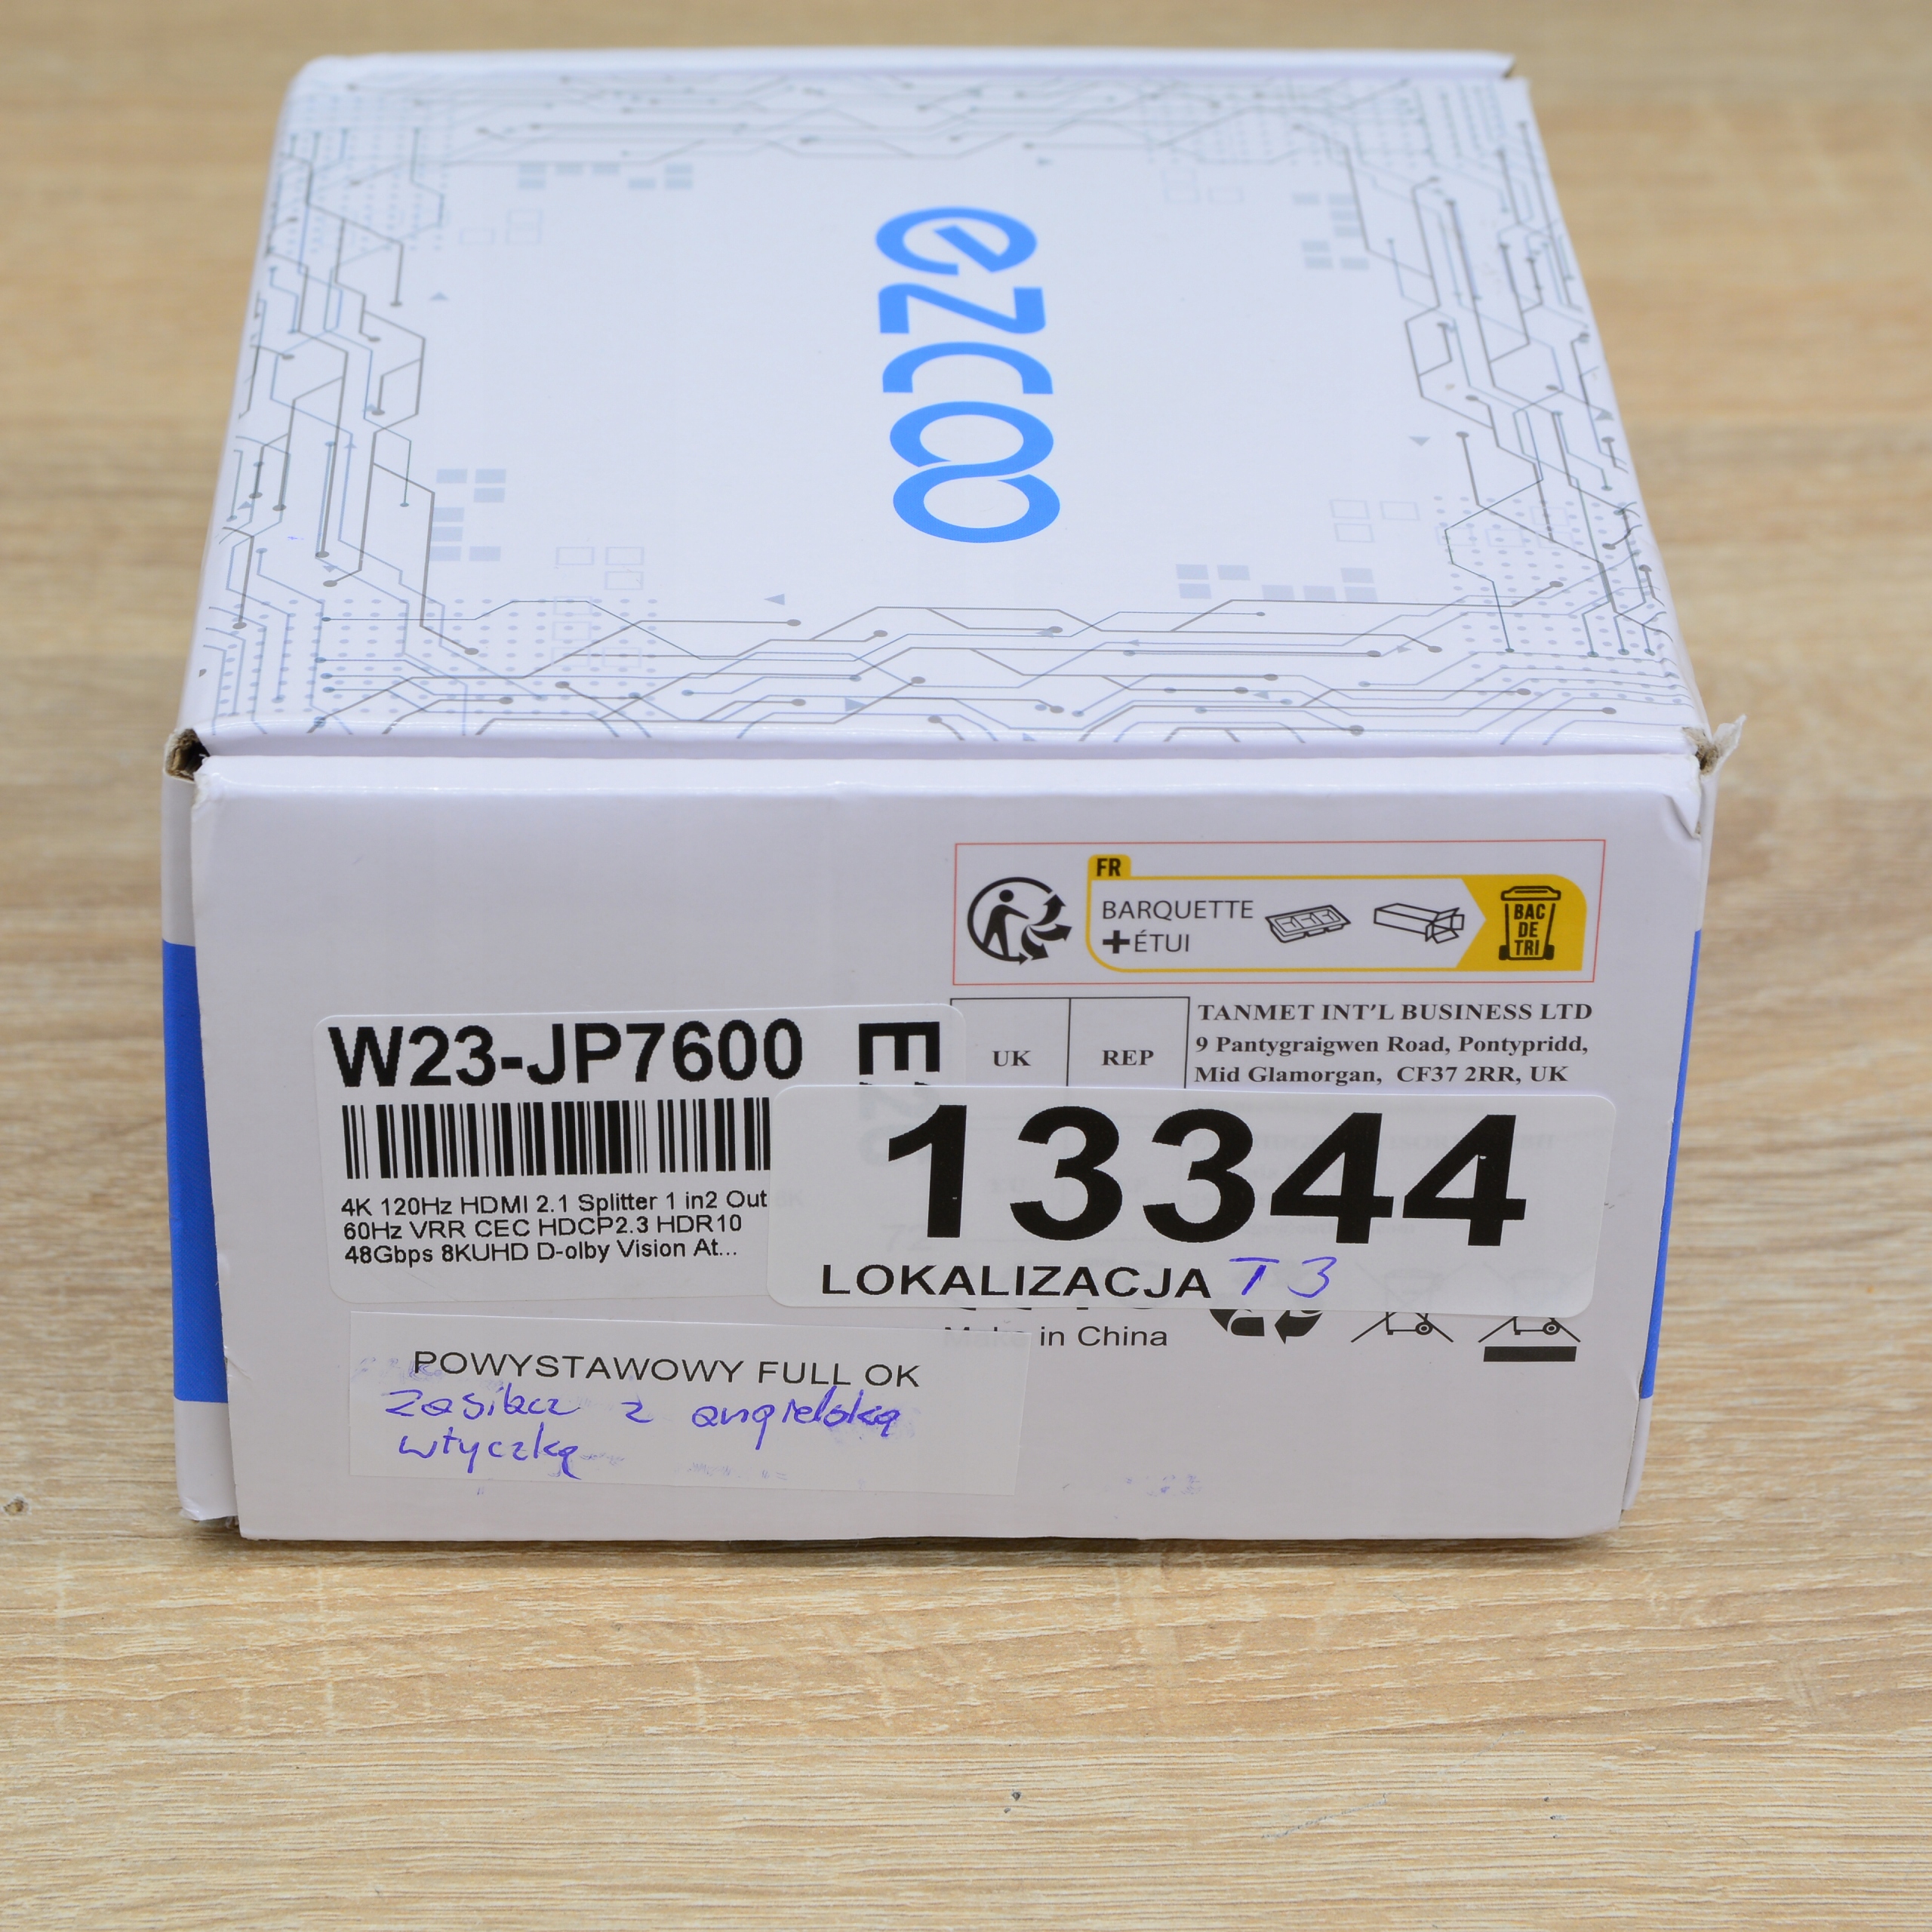 ezcoo
FR
BARQUETTE
+ÉTUI
BAC
DE
TRI
UK
REP
TANMET INT'L BUSINESS LTD
9 Pantygraigwen Road, Pontypridd,
Mid Glamorgan, CF37 2RR, UK
W23-JP7600
4K 120Hz HDMI 2.1 Splitter 1 in2 Out
60Hz VRR CEC HDCP2.3 HDR10
48Gbps 8KUHD D-olby Vision At...
13344
LOKALIZACJA T3
in China
POWYSTAWOWY FULL OK
Zasilacz z angielską
wtyczką